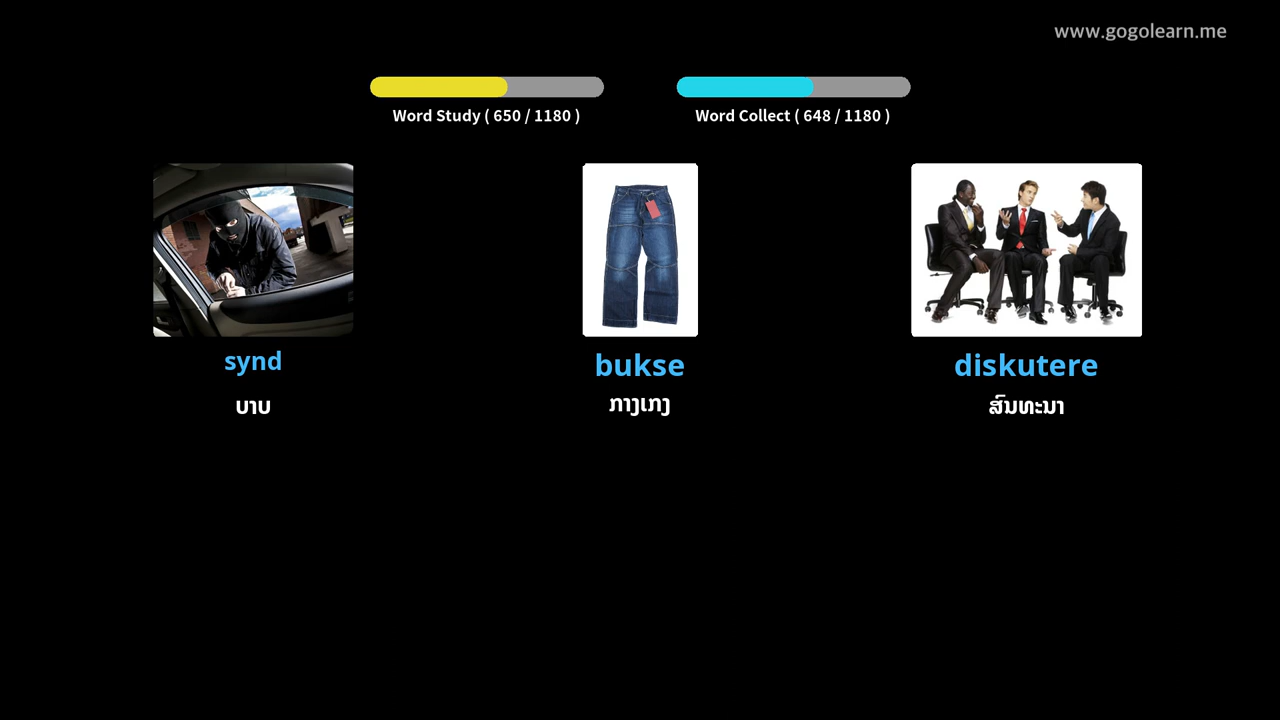 www.gogolearn.me
Word Study ( 650 / 1180 )
Word Collect ( 648 / 1180 )
synd
bukse
diskutere
ບາບ
ກາງເກງ
ສົນທະນາ